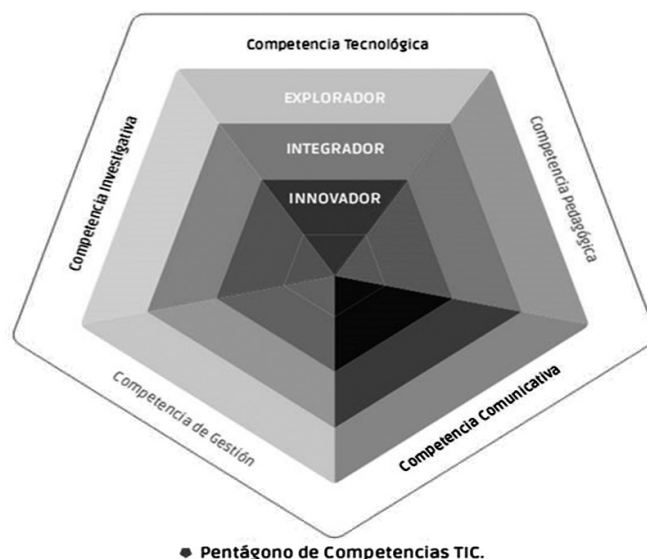 Competencia Tecnológica
EXPLORADOR
INTEGRADOR
INNOVADOR
Competencia Investigativa
Competencia Pedagógica
Competencia de Gestión
Competencia Comunicativa
Pentágono de Competencias TIC.